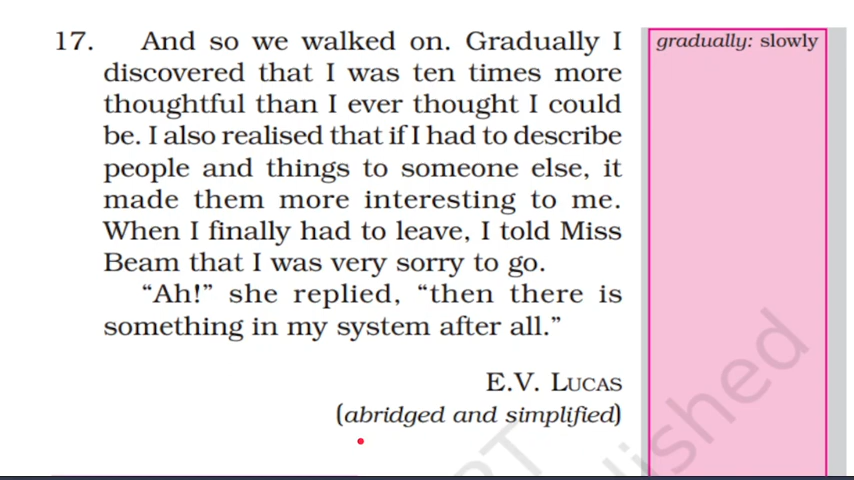 17. And so we walked on. Gradually I
discovered that I was ten times more
thoughtful than I ever thought I could
be. I also realised that if I had to describe
people and things to someone else, it
made them more interesting to me.
When I finally had to leave, I told Miss
Beam that I was very sorry to go.
“Ah!” she replied, “then there is
something in my system after all.”
E.V. LUCAS
(abridged and simplified)
gradually: slowly